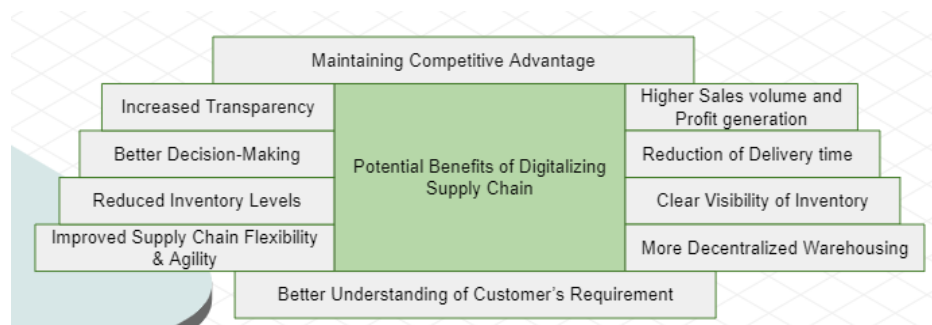 Maintaining Competitive Advantage
Increased Transparency
Higher Sales volume and
Profit generation
Better Decision-Making
Potential Benefits of Digitalizing
Supply Chain
Reduction of Delivery time
Reduced Inventory Levels
Clear Visibility of Inventory
Improved Supply Chain Flexibility
& Agility
More Decentralized Warehousing
Better Understanding of Customer's Requirement